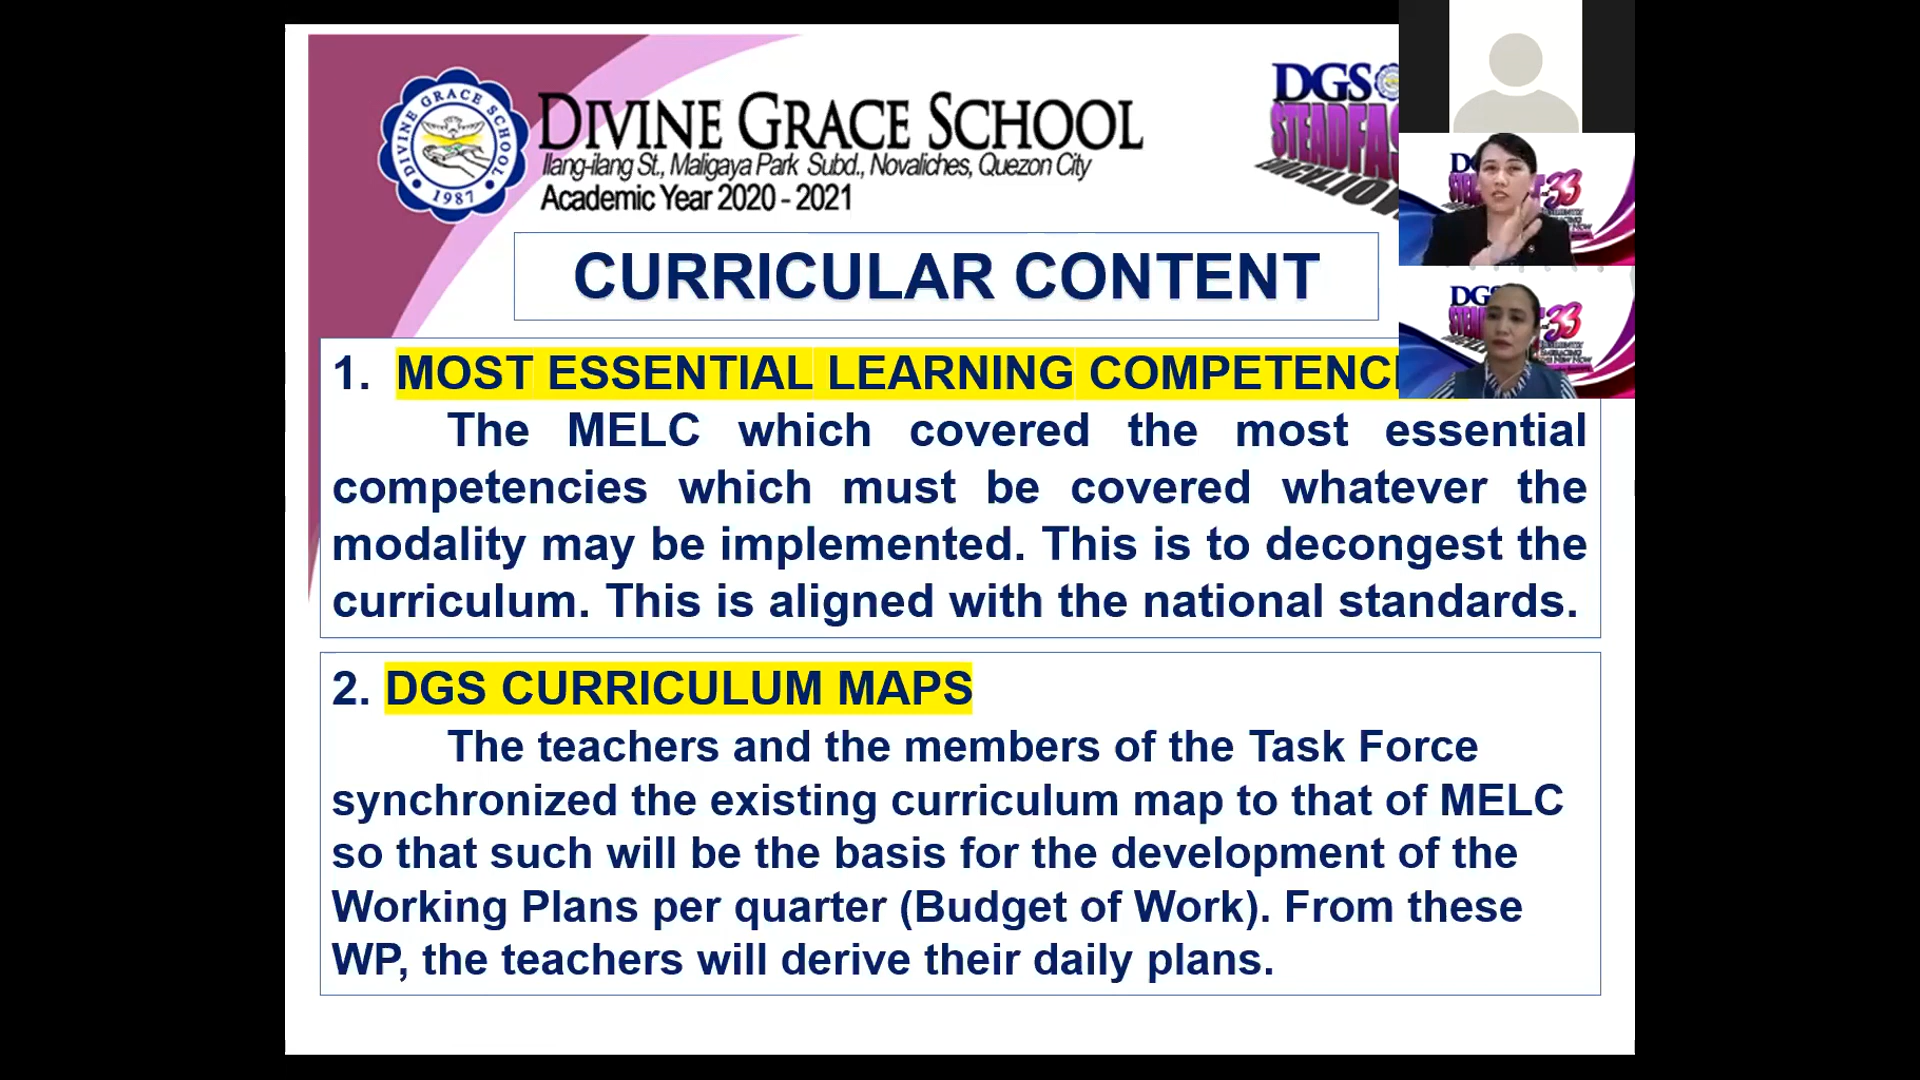 DIVINE GRACE SCHOOL
Ilang-ilang St., Maligaya Park Subd., Novaliches, Quezon City
Academic Year 2020 - 2021
DIVINE GRACE SCHOOL
1987
DGS
CURRICULAR CONTENT
1. MOST ESSENTIAL LEARNING
The MELC which covered the most essential
competencies which must be covered whatever the
modality may be implemented. This is to decongest the
curriculum. This is aligned with the national standards.
2. DGS CURRICULUM MAPS
The teachers and the members of the Task Force
synchronized the existing curriculum map to that of MELC
so that such will be the basis for the development of the
Working Plans per quarter (Budget of Work). From these
WP, the teachers will derive their daily plans.
33
33